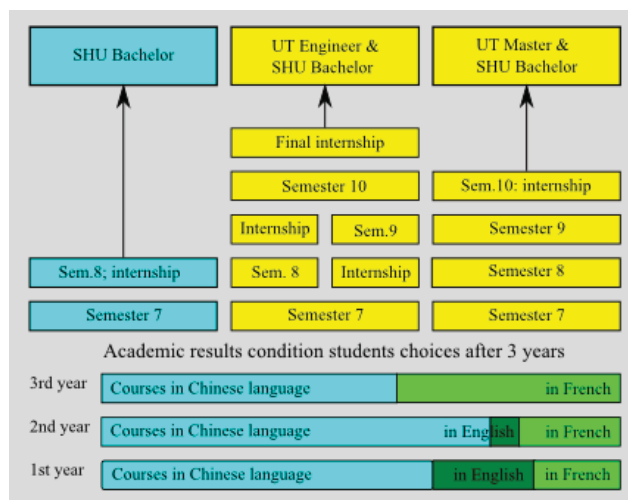 SHU Bachelor
UT Engineer &
SHU Bachelor
UT Master &
SHU Bachelor
Final internship
Semester 10
Sem.10: internship
Internship
Sem.9
Semester 9
Sem.8; internship
Sem. 8
Internship
Semester 8
Semester 7
Semester 7
Semester 7
Academic results condition students choices after 3 years
3rd year
Courses in Chinese language
in French
2nd year
Courses in Chinese language
in English
in French
1st year
Courses in Chinese language
in English
in French